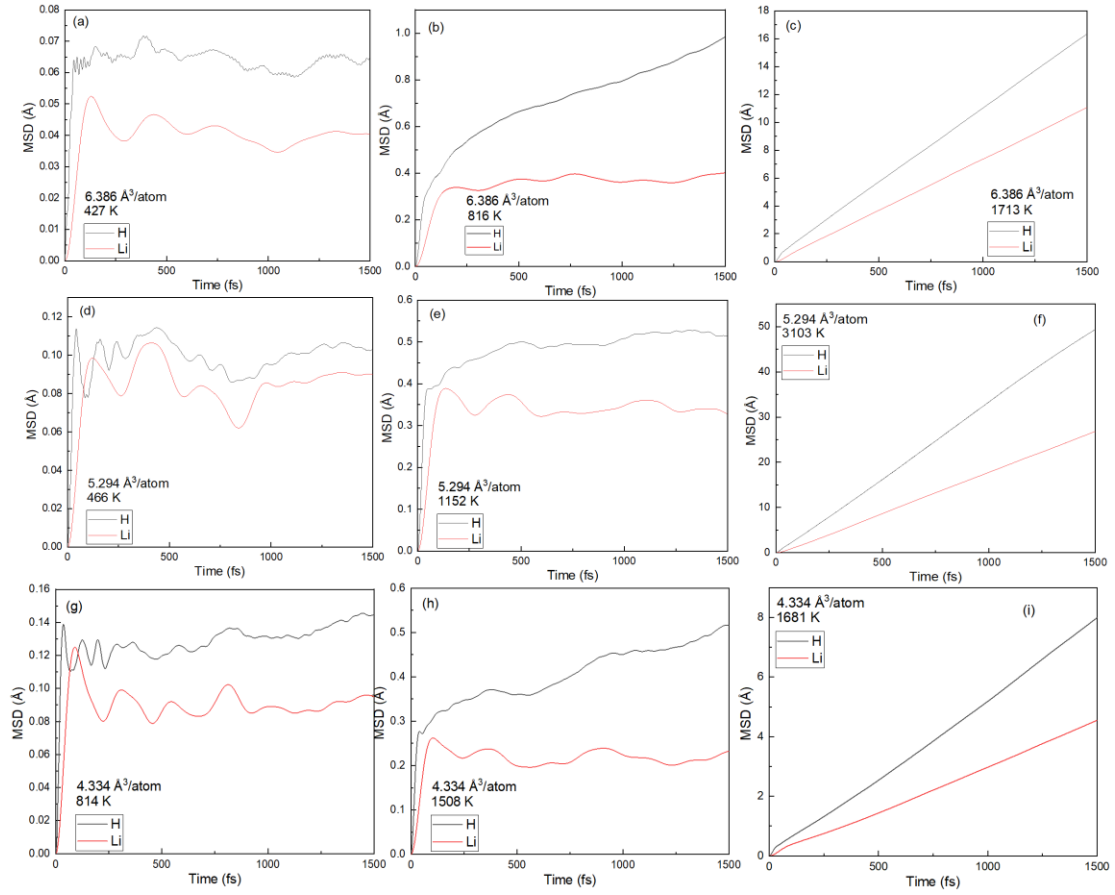 (a)
0.08
0.07
0.06
0.05
0.04
0.03
0.02
0.01
0.00
MSD (Å)
6.386 Å³/atom
427 K
H
Li
0
500
1000
1500
Time (fs)
(b)
1.0
0.8
0.6
0.4
0.2
0.0
MSD (Å)
6.386 Å³/atom
816 K
H
Li
0
500
1000
1500
Time (fs)
(c)
18
16
14
12
10
8
6
4
2
0
MSD (Å)
6.386 Å³/atom
1713 K
H
Li
0
500
1000
1500
Time (fs)
(d)
0.12
0.10
0.08
0.06
0.04
0.02
0.00
MSD (Å)
5.294 Å³/atom
466 K
H
Li
0
500
1000
1500
Time (fs)
(e)
0.6
0.5
0.4
0.3
0.2
0.1
0.0
MSD (Å)
5.294 Å³/atom
1152 K
H
Li
0
500
1000
1500
Time (fs)
(f)
50
40
30
20
10
0
MSD (Å)
5.294 Å³/atom
3103 K
H
Li
0
500
1000
1500
Time (fs)
(g)
0.16
0.14
0.12
0.10
0.08
0.06
0.04
0.02
0.00
MSD (Å)
4.334 Å³/atom
814 K
H
Li
0
500
1000
1500
Time (fs)
(h)
0.6
0.5
0.4
0.3
0.2
0.1
0.0
MSD (Å)
4.334 Å³/atom
1508 K
H
Li
0
500
1000
1500
Time (fs)
(i)
8
6
4
2
0
MSD (Å)
4.334 Å³/atom
1681 K
H
Li
0
500
1000
1500
Time (fs)